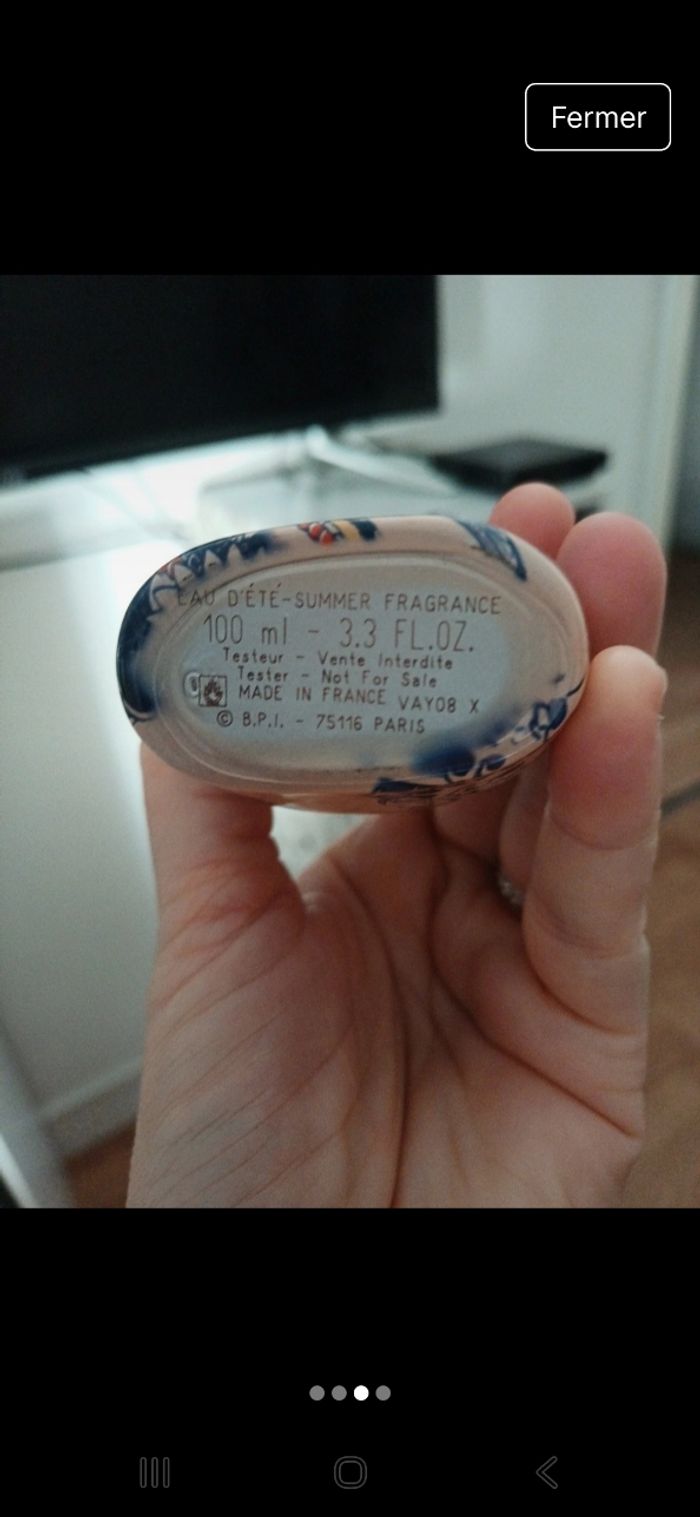 Fermer
EAU D'ÉTÉ-SUMMER FRAGRANCE
100 ml - 3.3 FL.OZ.
Testeur - Vente Interdite
Tester - Not For Sale
MADE IN FRANCE VAY08 X
© B.P.I. - 75116 PARIS